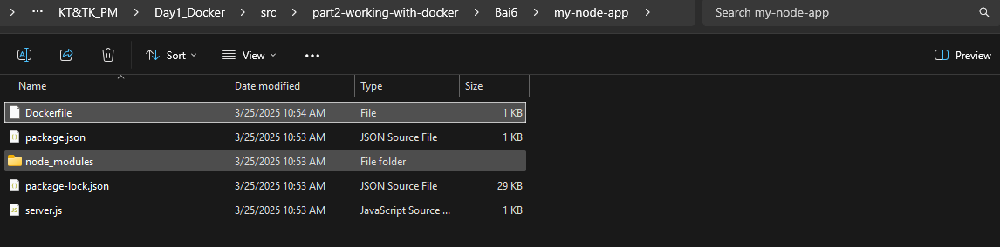 > ··· KT&TK_PM > Day1_Docker > src > part2-working-with-docker > Bai6 > my-node-app > Search my-node-app
Sort View ··· Preview
Name Date modified Type Size
Dockerfile 3/25/2025 10:54 AM File 1 KB
package.json 3/25/2025 10:53 AM JSON Source File 1 KB
node_modules 3/25/2025 10:53 AM File folder
package-lock.json 3/25/2025 10:53 AM JSON Source File 29 KB
server.js 3/25/2025 10:53 AM JavaScript Source ... 1 KB